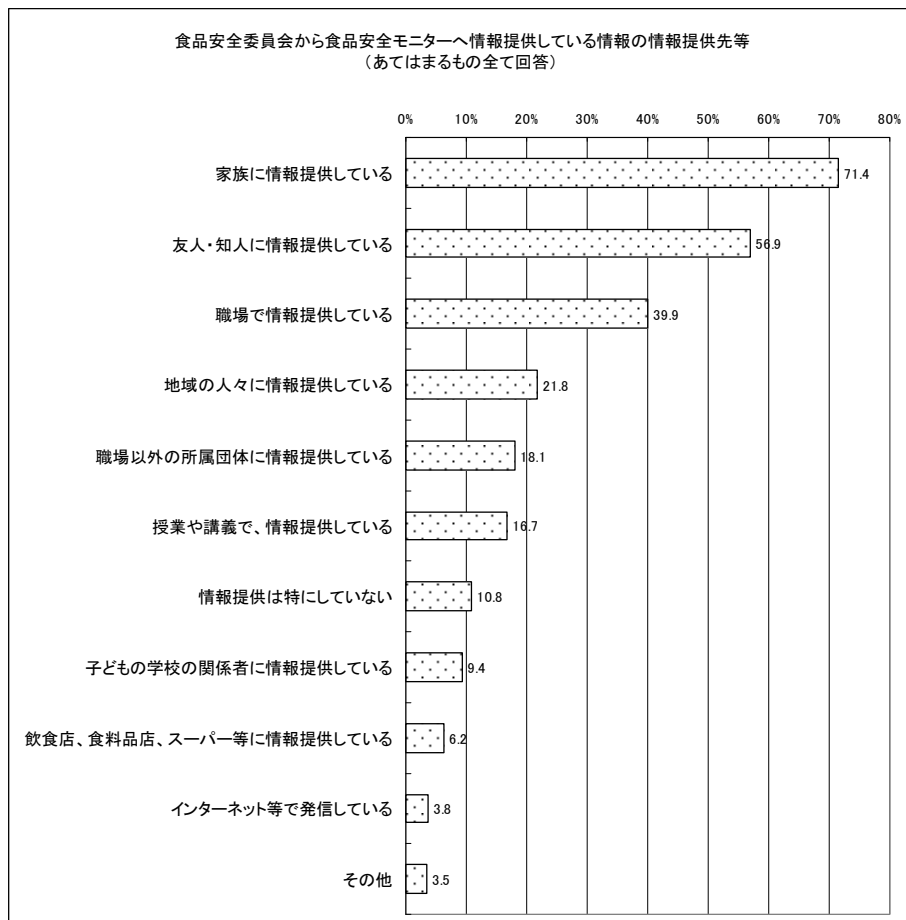 食品安全委員会から食品安全モニターへ情報提供している情報の情報提供先等
（あてはまるもの全て回答）
0% 10% 20% 30% 40% 50% 60% 70% 80%
家族に情報提供している 71.4
友人・知人に情報提供している 56.9
職場で情報提供している 39.9
地域の人々に情報提供している 21.8
職場以外の所属団体に情報提供している 18.1
授業や講義で、情報提供している 16.7
情報提供は特にしていない 10.8
子どもの学校の関係者に情報提供している 9.4
飲食店、食料品店、スーパー等に情報提供している 6.2
インターネット等で発信している 3.8
その他 3.5